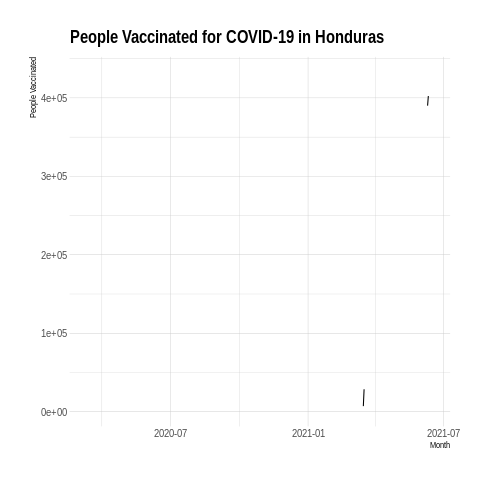 People Vaccinated for COVID-19 in Honduras
People Vaccinated
4e+05
3e+05
2e+05
1e+05
0e+00
2020-07 2021-01 2021-07
Month